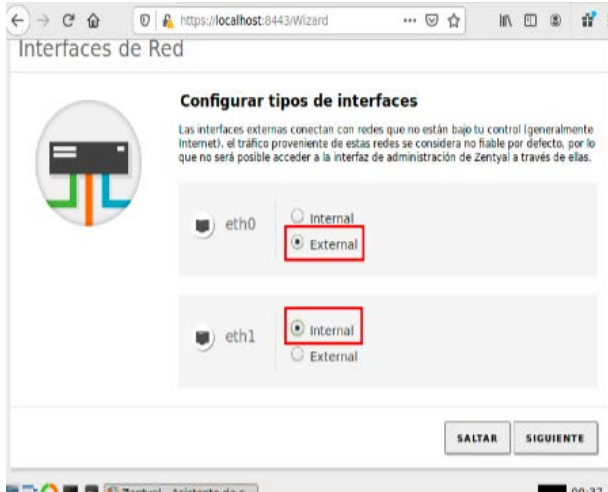 https://localhost:8443/Wizard
Interfaces de Red
Configurar tipos de interfaces
Las interfaces externas conectan con redes que no están bajo tu control (generalmente
Internet), el tráfico proveniente de estas redes se considera no fiable por defecto, por lo
que no será posible acceder a la interfaz de administración de Zentyal a través de ellas.
eth0
Internal
External
eth1
Internal
External
SALTAR SIGUIENTE